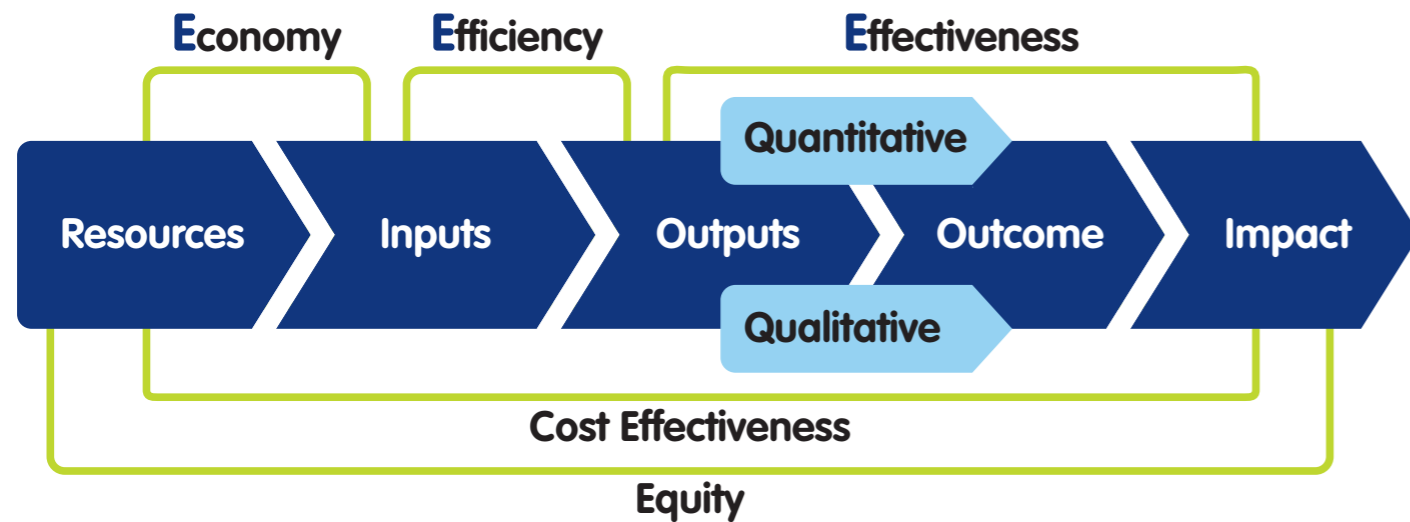 Economy Efficiency Effectiveness
Quantitative
Resources Inputs Outputs Outcome Impact
Qualitative
Cost Effectiveness
Equity